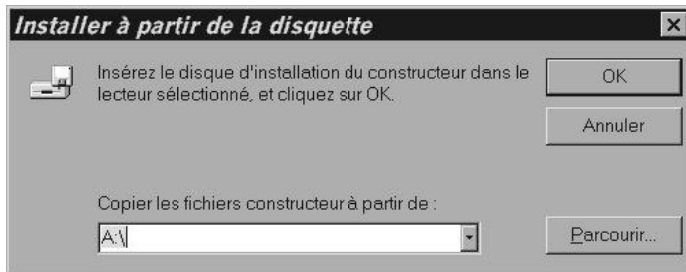 Installer à partir de la disquette
Insérez le disque d'installation du constructeur dans le
lecteur sélectionné, et cliquez sur OK.
OK
Annuler
Copier les fichiers constructeur à partir de :
A:\
Parcourir...